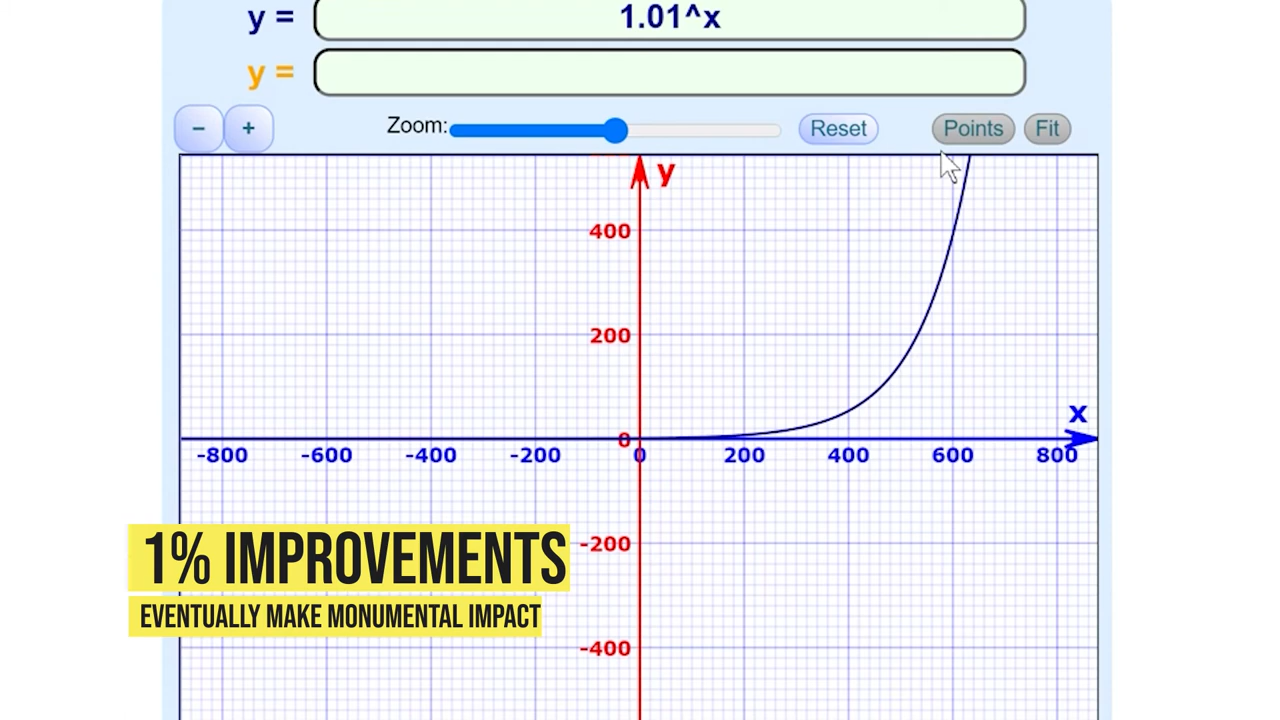 y = 1.01^x
y =
− + Zoom: Reset Points Fit
y
400
200
0
x
-800 -600 -400 -200 0 200 400 600 800
-200
-400
1% IMPROVEMENTS
EVENTUALLY MAKE MONUMENTAL IMPACT